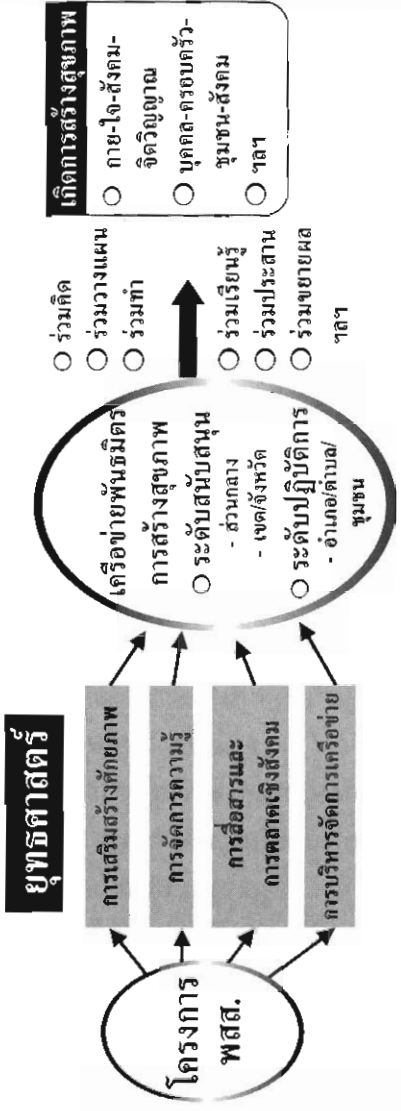 ยุทธศาสตร์
โครงการ
พสส.
การเสริมสร้างศักยภาพ
การจัดการความรู้
การสื่อสารและ
การตลาดเชิงสังคม
การบริหารจัดการเครือข่าย
เครือข่ายพันธมิตร
การสร้างสุขภาพ
○ ระดับสนับสนุน
- ส่วนกลาง
- เขต/จังหวัด
○ ระดับปฏิบัติการ
- อำเภอ/ตำบล/
ชุมชน
○ ร่วมคิด
○ ร่วมวางแผน
○ ร่วมทำ
○ ร่วมเรียนรู้
○ ร่วมประสาน
○ ร่วมขยายผล
ฯลฯ
เกิดการสร้างสุขภาพ
○ กาย-ใจ-สังคม-
จิตวิญญาณ
○ บุคคล-ครอบครัว-
ชุมชน-สังคม
○ ฯลฯ